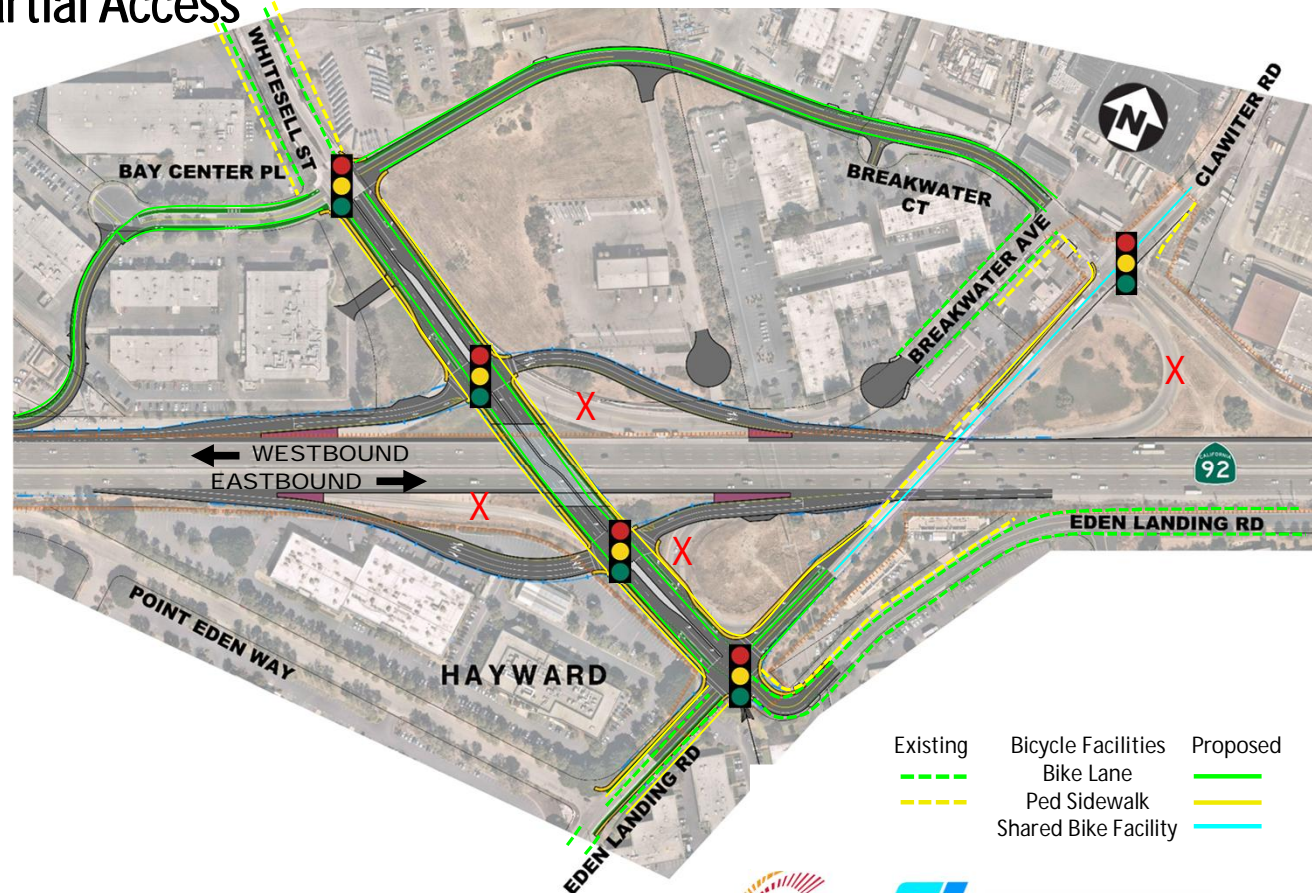 rtial Access
WHITESELL ST
BAY CENTER PL
N
CLAWITER RD
BREAKWATER
CT
BREAKWATER AVE
X
X
WESTBOUND
EASTBOUND
CALIFORNIA
92
X
X
EDEN LANDING RD
POINT EDEN WAY
HAYWARD
EDEN LANDING RD
Existing Bicycle Facilities Proposed
Bike Lane
Ped Sidewalk
Shared Bike Facility